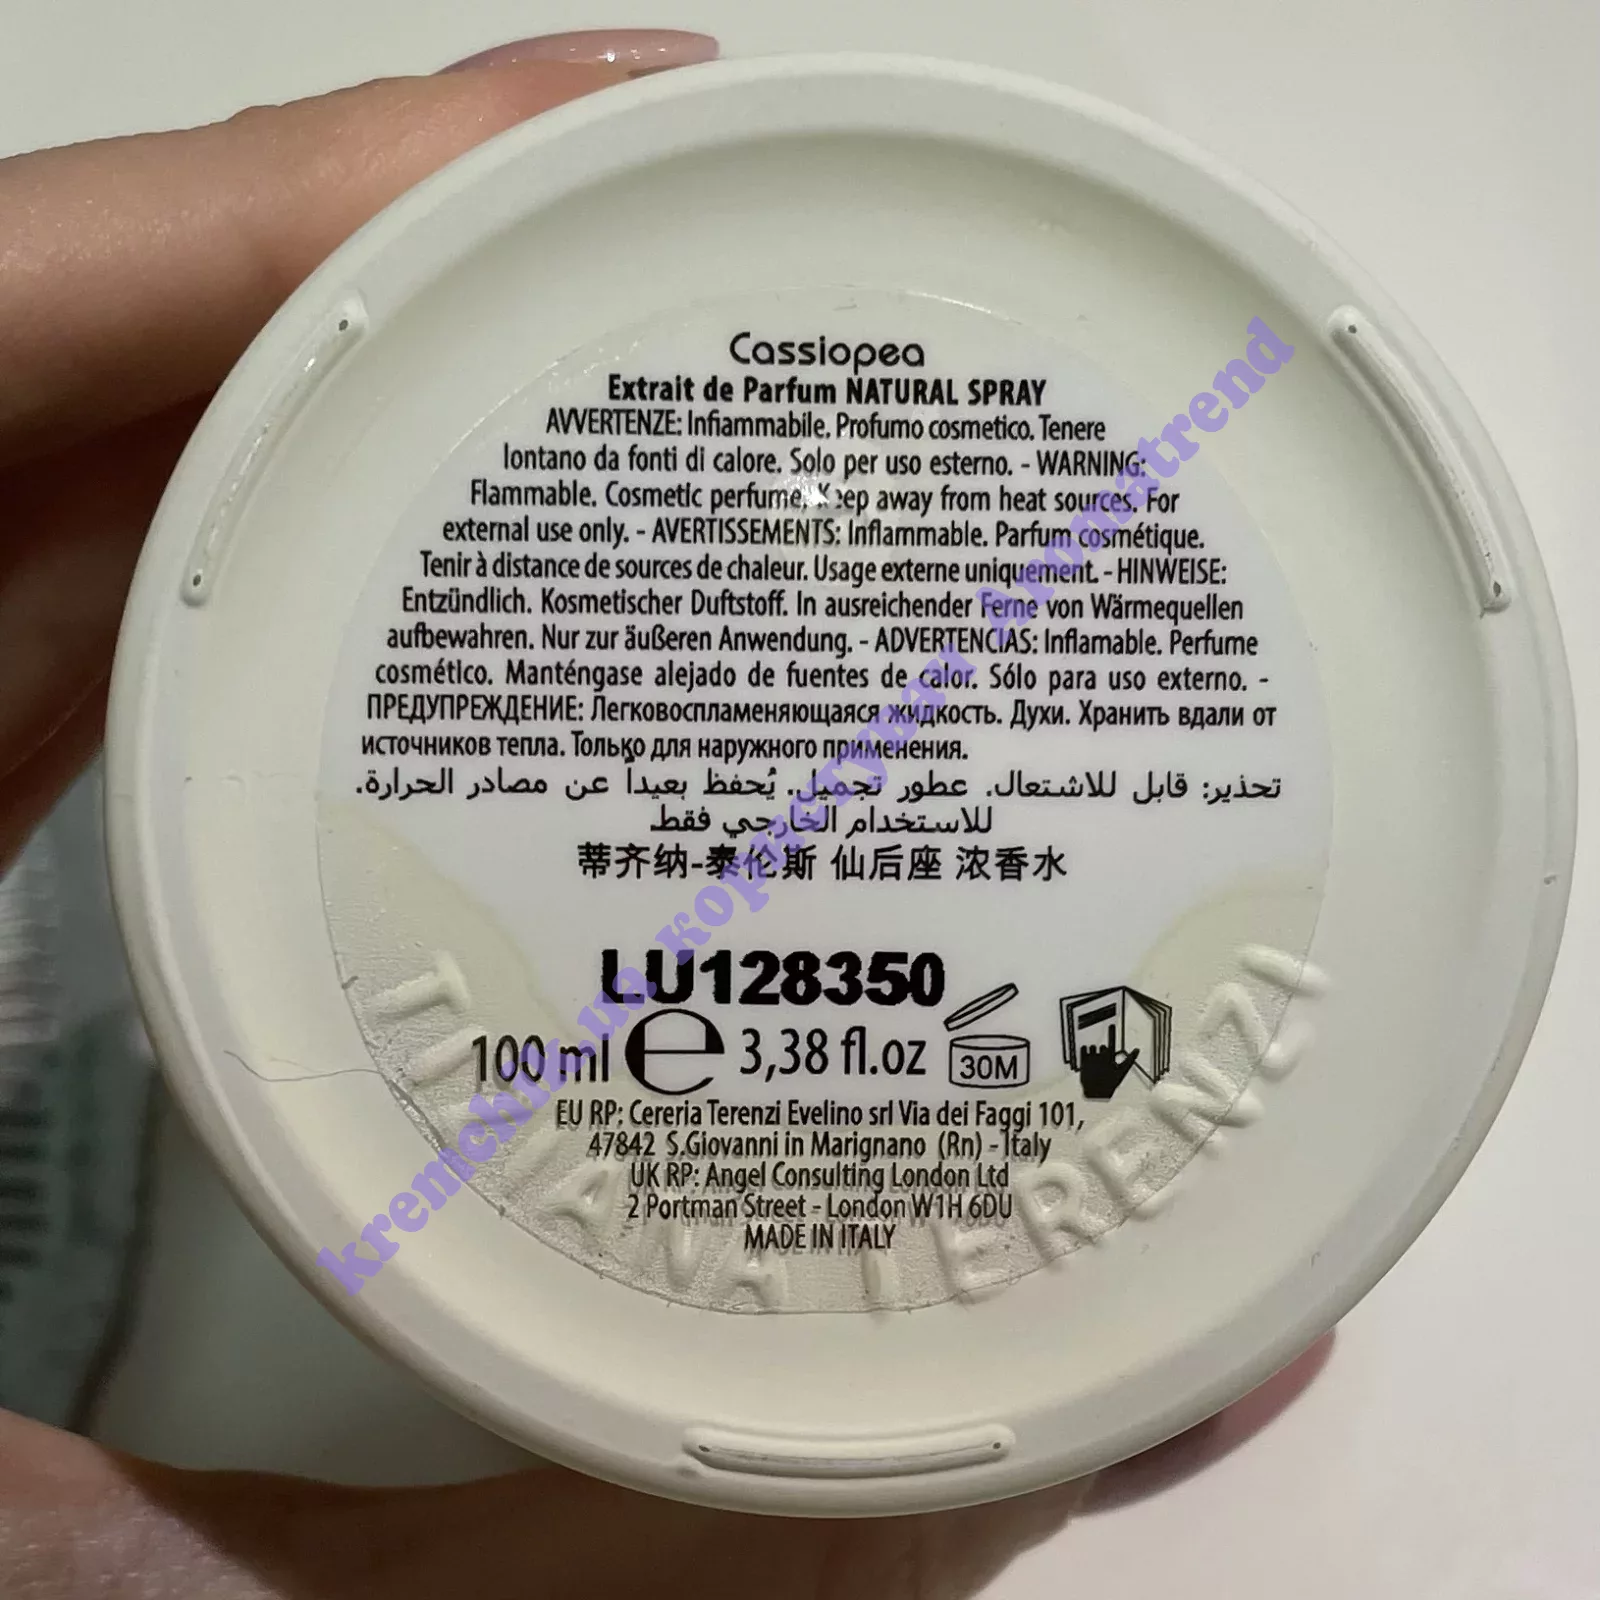 Cassiopea
Extrait de Parfum NATURAL SPRAY
AVVERTENZE: Infiammabile. Profumo cosmetico. Tenere
lontano da fonti di calore. Solo per uso esterno. - WARNING:
Flammable. Cosmetic perfume. Keep away from heat sources. For
external use only. - AVERTISSEMENTS: Inflammable. Parfum cosmétique.
Tenir à distance de sources de chaleur. Usage externe uniquement. - HINWEISE:
Entzündlich. Kosmetischer Duftstoff. In ausreichender Ferne von Wärmequellen
aufbewahren. Nur zur äußeren Anwendung. - ADVERTENCIAS: Inflamable. Perfume
cosmético. Manténgase alejado de fuentes de calor. Sólo para uso externo. -
ПРЕДУПРЕЖДЕНИЕ: Легковоспламеняющаяся жидкость. Духи. Хранить вдали от
источников тепла. Только для наружного применения.
تحذير: قابل للاشتعال. عطور تجميل. يُحفظ بعيداً عن مصادر الحرارة.
للاستخدام الخارجي فقط
蒂齐纳-泰伦斯 仙后座 浓香水
LU128350
100 ml e 3,38 fl.oz 30M
EU RP: Cereria Terenzi Evelino srl Via dei Faggi 101,
47842 S.Giovanni in Marignano (Rn) - Italy
UK RP: Angel Consulting London Ltd
2 Portman Street - London W1H 6DU
MADE IN ITALY
TIZIANA TERENZI
kremchik.ua користувач Aromatrend